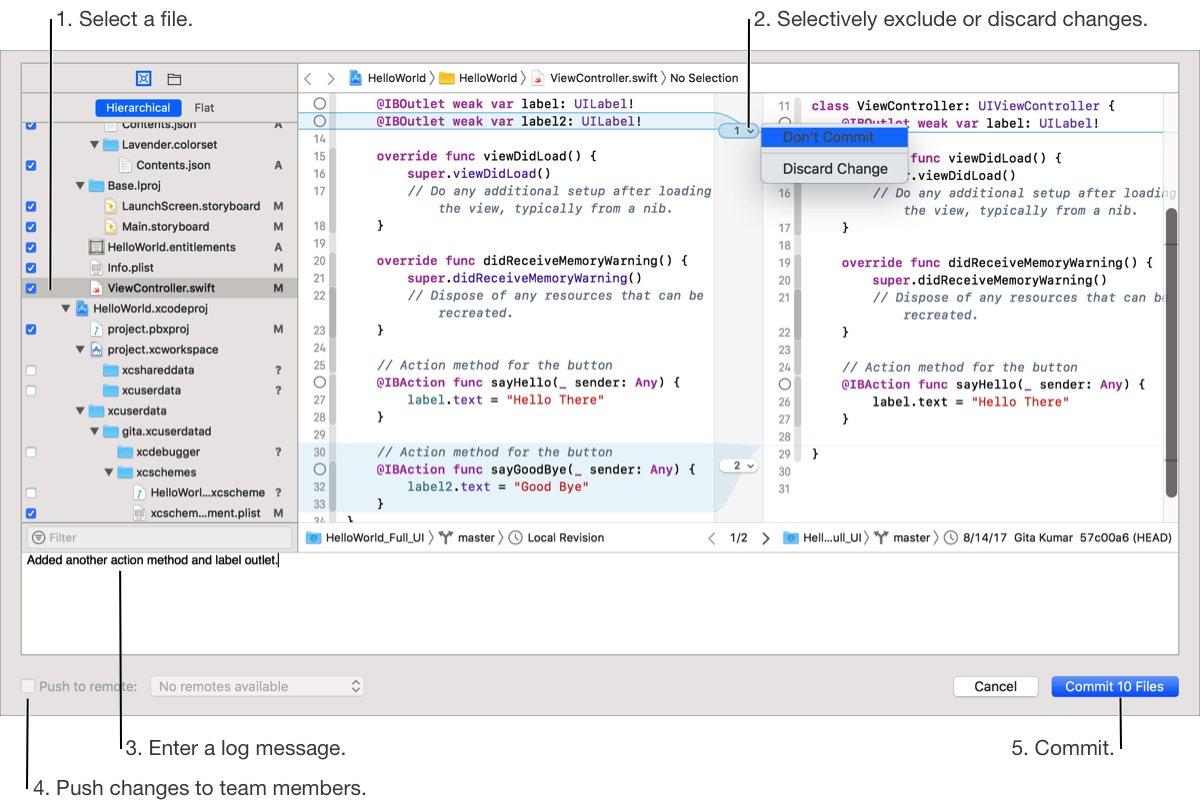 1. Select a file.
2. Selectively exclude or discard changes.
HelloWorld
HelloWorld
ViewController.swift
No Selection
Hierarchical
Flat
Contents.json A
Lavender.colorset
Contents.json A
Base.lproj
LaunchScreen.storyboard M
Main.storyboard M
HelloWorld.entitlements A
Info.plist M
ViewController.swift M
HelloWorld.xcodeproj
project.pbxproj M
project.xcworkspace
xcshareddata ?
xcuserdata ?
xcuserdata
gita.xcuserdatad
xcdebugger ?
xcschemes
HelloWorl...xcscheme ?
xcschem...ment.plist M
Filter
@IBOutlet weak var label: UILabel!
@IBOutlet weak var label2: UILabel!
14
15 override func viewDidLoad() {
16 super.viewDidLoad()
17 // Do any additional setup after loading
the view, typically from a nib.
18 }
19
20 override func didReceiveMemoryWarning() {
21 super.didReceiveMemoryWarning()
22 // Dispose of any resources that can be
recreated.
23 }
24
25 // Action method for the button
@IBAction func sayHello(_ sender: Any) {
27 label.text = "Hello There"
28 }
29
30 // Action method for the button
@IBAction func sayGoodBye(_ sender: Any) {
32 label2.text = "Good Bye"
33 }
34 }
1
2
Don't Commit
Discard Change
11 class ViewController: UIViewController {
@IBOutlet weak var label: UILabel!
func viewDidLoad() {
.viewDidLoad()
16 // Do any additional setup after loading
the view, typically from a nib.
17 }
18
19 override func didReceiveMemoryWarning() {
20 super.didReceiveMemoryWarning()
21 // Dispose of any resources that can be
recreated.
22 }
23
24 // Action method for the button
@IBAction func sayHello(_ sender: Any) {
26 label.text = "Hello There"
27 }
28
29 }
30
31
HelloWorld_Full_UI
master
Local Revision
1/2
Hell...ull_UI
master
8/14/17 Gita Kumar 57c00a6 (HEAD)
Added another action method and label outlet.
Push to remote:
No remotes available
Cancel
Commit 10 Files
3. Enter a log message.
5. Commit.
4. Push changes to team members.